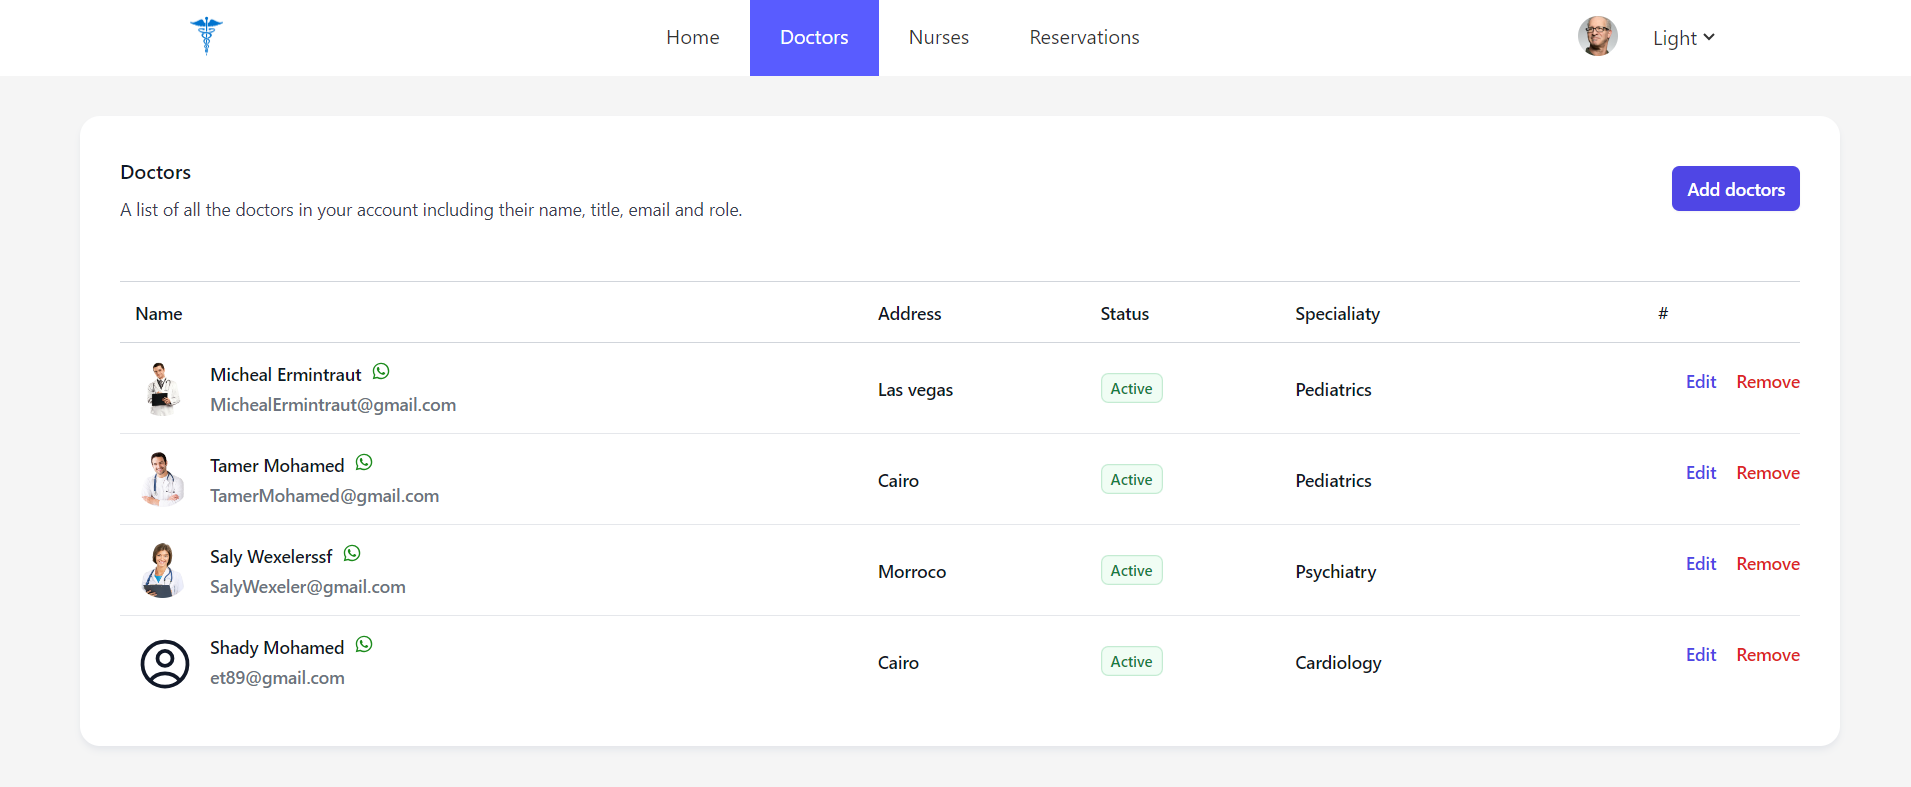 Home Doctors Nurses Reservations Light
Doctors
A list of all the doctors in your account including their name, title, email and role.
Add doctors
Name Address Status Specialiaty #
Micheal Ermintraut
MichealErmintraut@gmail.com
Las vegas Active Pediatrics Edit Remove
Tamer Mohamed
TamerMohamed@gmail.com
Cairo Active Pediatrics Edit Remove
Saly Wexelerssf
SalyWexeler@gmail.com
Morroco Active Psychiatry Edit Remove
Shady Mohamed
et89@gmail.com
Cairo Active Cardiology Edit Remove